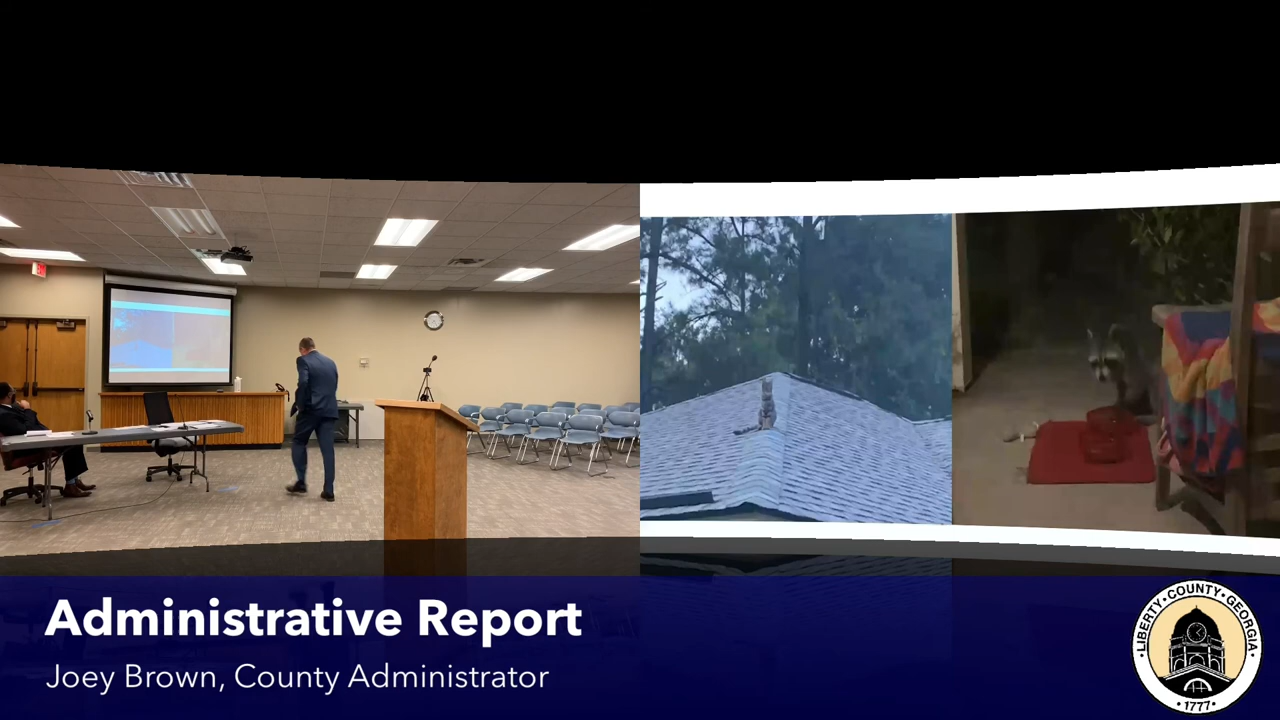 Administrative Report
Joey Brown, County Administrator
LIBERTY • COUNTY • GEORGIA
• 1777 •